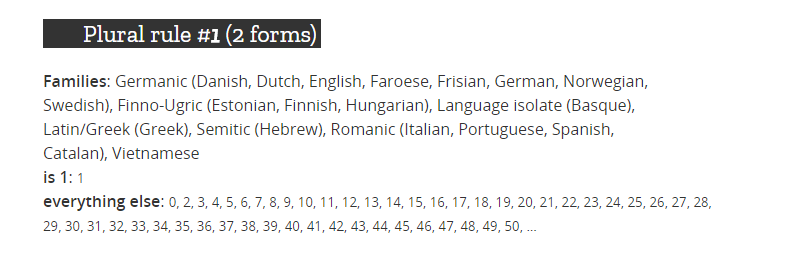 Plural rule #1 (2 forms)
Families: Germanic (Danish, Dutch, English, Faroese, Frisian, German, Norwegian,
Swedish), Finno-Ugric (Estonian, Finnish, Hungarian), Language isolate (Basque),
Latin/Greek (Greek), Semitic (Hebrew), Romanic (Italian, Portuguese, Spanish,
Catalan), Vietnamese
is 1: 1
everything else: 0, 2, 3, 4, 5, 6, 7, 8, 9, 10, 11, 12, 13, 14, 15, 16, 17, 18, 19, 20, 21, 22, 23, 24, 25, 26, 27, 28,
29, 30, 31, 32, 33, 34, 35, 36, 37, 38, 39, 40, 41, 42, 43, 44, 45, 46, 47, 48, 49, 50, ...